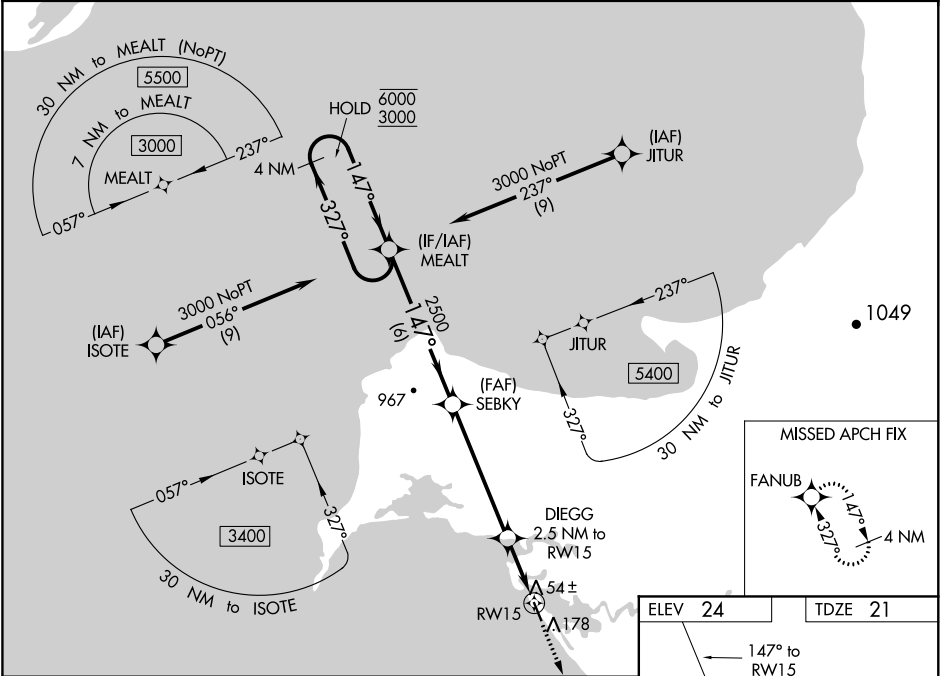 30 NM to MEALT (NoPT)
5500
7 NM to MEALT
3000
MEALT
237°
057°
HOLD 6000
3000
4 NM
147°
327°
(IF/IAF)
MEALT
(IAF)
JITUR
3000 NoPT
237°
(9)
3000 NoPT
056°
(9)
(IAF)
ISOTE
2500
147°
(6)
967
(FAF)
SEBKY
237°
JITUR
5400
327°
30 NM to JITUR
1049
057°
ISOTE
3400
327°
30 NM to ISOTE
DIEGG
2.5 NM to
RW15
54±
RW15
178
MISSED APCH FIX
FANUB
147°
327°
4 NM
ELEV 24
TDZE 21
147° to
RW15